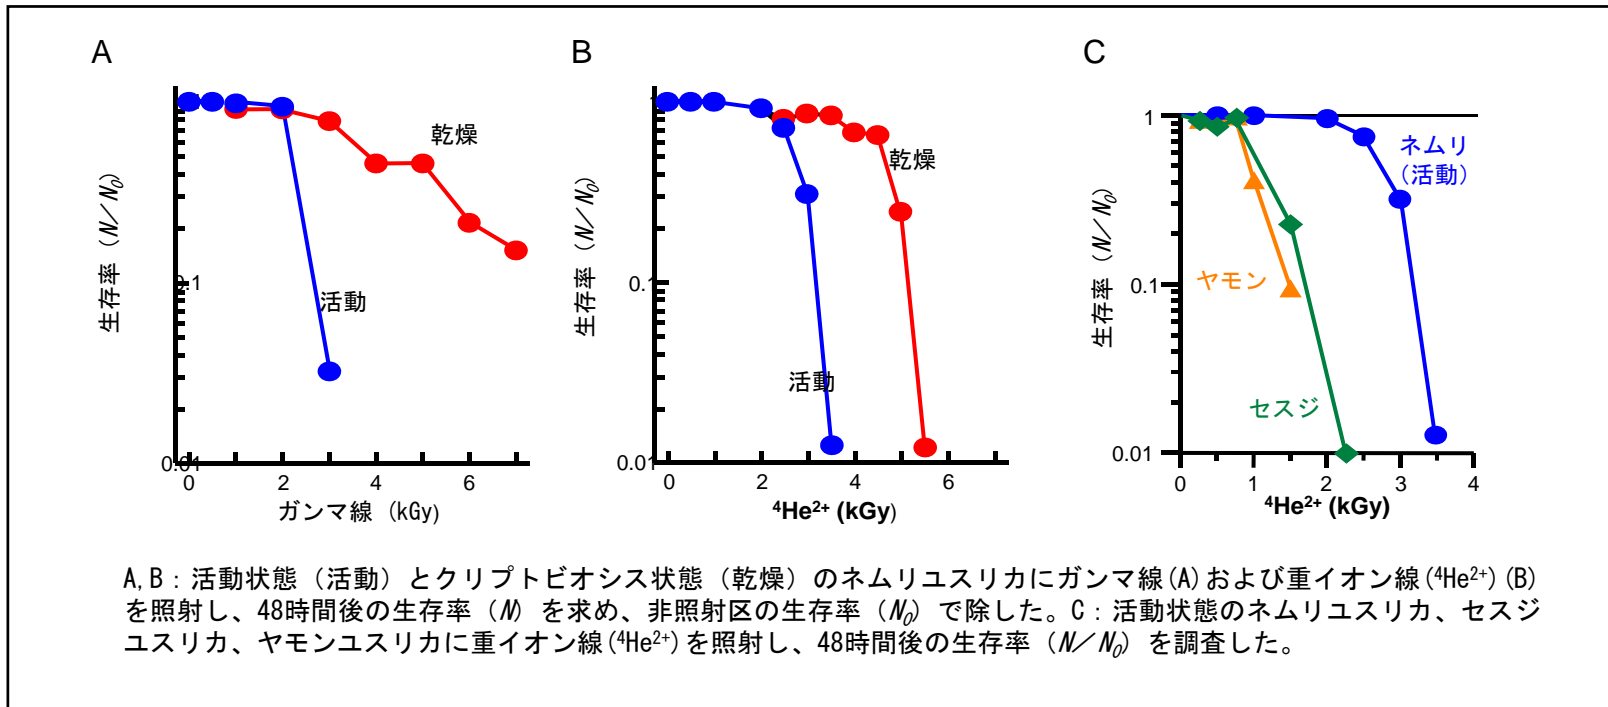 A
B
C
生存率（N／N0）
0.1
0.01
0
2
4
6
ガンマ線 (kGy)
乾燥
活動
生存率（N／N0）
1
0.1
0.01
0
2
4
6
⁴He²⁺ (kGy)
乾燥
活動
生存率（N／N0）
1
0.1
0.01
0
1
2
3
4
⁴He²⁺ (kGy)
ネムリ
(活動)
ヤモン
セスジ
A,B：活動状態（活動）とクリプトビオシス状態（乾燥）のネムリユスリカにガンマ線(A)および重イオン線(⁴He²⁺)(B)
を照射し、48時間後の生存率（N）を求め、非照射区の生存率（N0）で除した。C：活動状態のネムリユスリカ、セスジ
ユスリカ、ヤモンユスリカに重イオン線(⁴He²⁺)を照射し、48時間後の生存率（N／N0）を調査した。